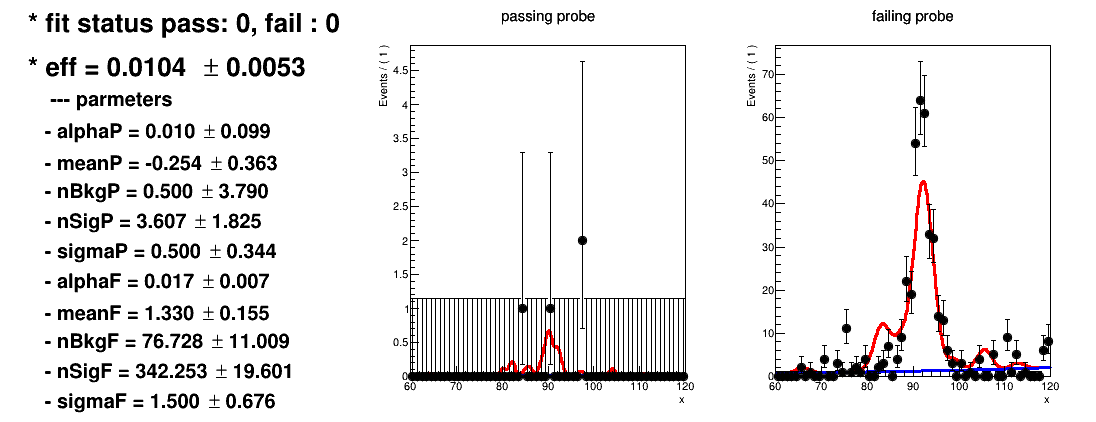 * fit status pass: 0, fail : 0
* eff = 0.0104 ± 0.0053
--- parmeters
- alphaP = 0.010 ± 0.099
- meanP = -0.254 ± 0.363
- nBkgP = 0.500 ± 3.790
- nSigP = 3.607 ± 1.825
- sigmaP = 0.500 ± 0.344
- alphaF = 0.017 ± 0.007
- meanF = 1.330 ± 0.155
- nBkgF = 76.728 ± 11.009
- nSigF = 342.253 ± 19.601
- sigmaF = 1.500 ± 0.676
passing probe
Events / ( 1 )
4.5
4
3.5
3
2.5
2
1.5
1
0.5
0
60 70 80 90 100 110 120
x
failing probe
Events / ( 1 )
70
60
50
40
30
20
10
0
60 70 80 90 100 110 120
x